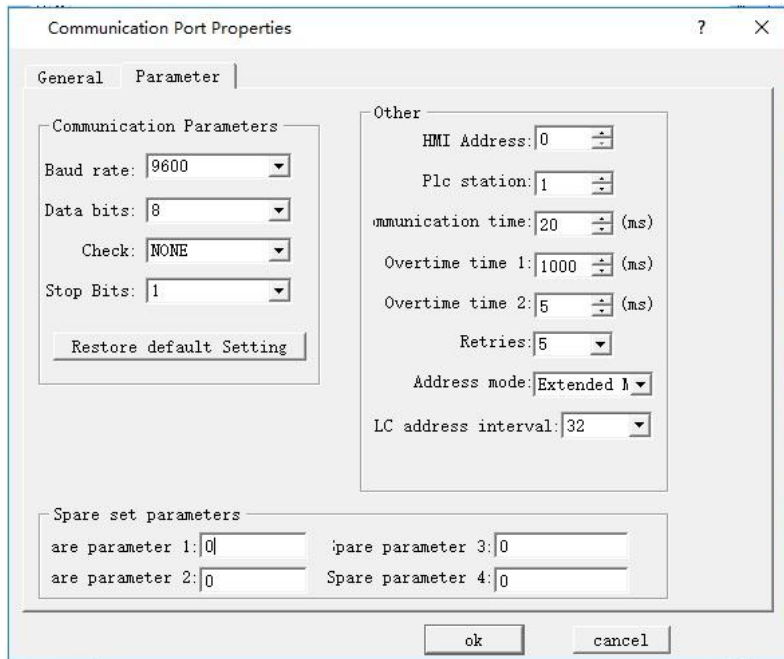 Communication Port Properties
? ×
General Parameter
Communication Parameters
Baud rate: 9600
Data bits: 8
Check: NONE
Stop Bits: 1
Restore default Setting
Other
HMI Address: 0
Plc station: 1
mmunication time: 20 (ms)
Overtime time 1: 1000 (ms)
Overtime time 2: 5 (ms)
Retries: 5
Address mode: Extended M
LC address interval: 32
Spare set parameters
are parameter 1: 0
pare parameter 3: 0
are parameter 2: 0
Spare parameter 4: 0
ok cancel